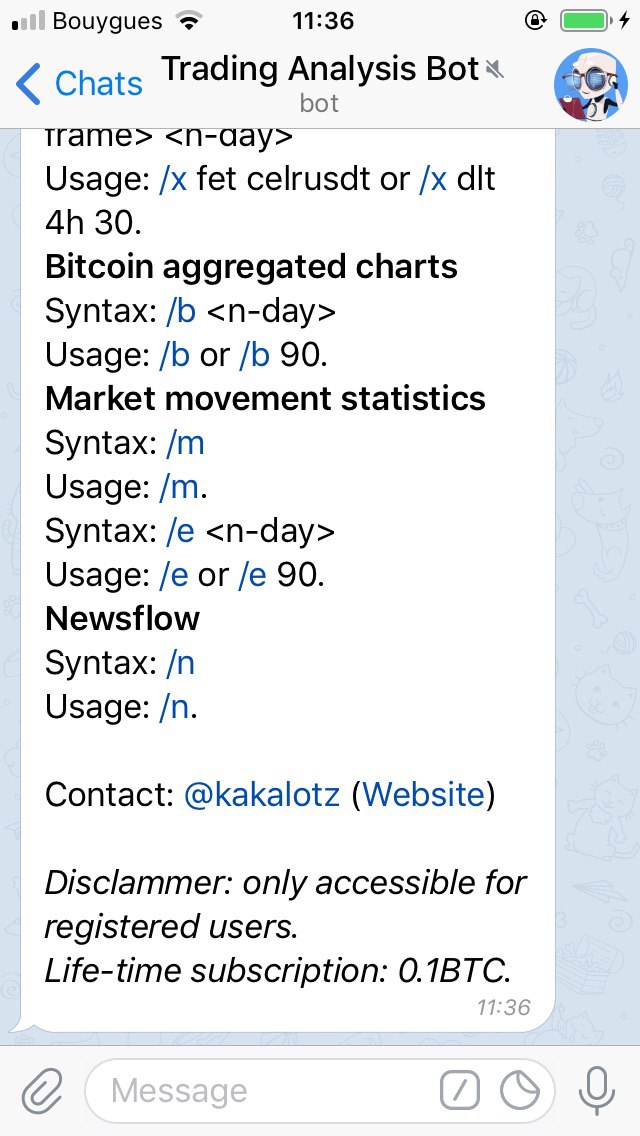 Bouygues 11:36
Chats
Trading Analysis Bot
bot
frame> <n-day>
Usage: /x fet celrusdt or /x dlt
4h 30.
Bitcoin aggregated charts
Syntax: /b <n-day>
Usage: /b or /b 90.
Market movement statistics
Syntax: /m
Usage: /m.
Syntax: /e <n-day>
Usage: /e or /e 90.
Newsflow
Syntax: /n
Usage: /n.
Contact: @kakalotz (Website)
Disclammer: only accessible for
registered users.
Life-time subscription: 0.1BTC.
11:36
Message